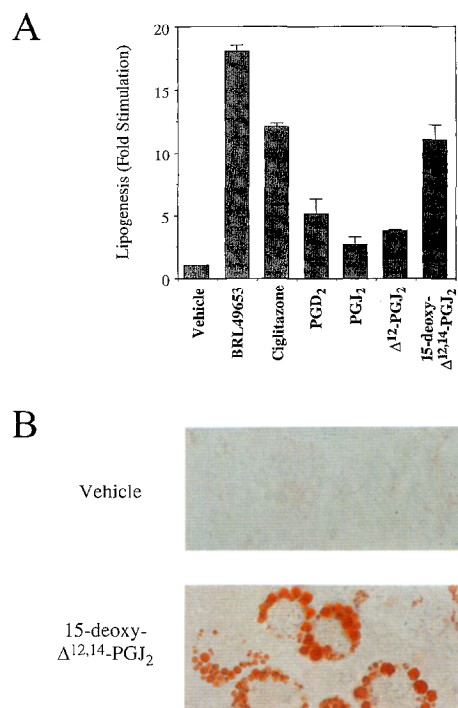 A
Lipogenesis (Fold Stimulation)
20
15
10
5
0
Vehicle
BRL49653
Ciglitazone
PGD₂
PGJ₂
Δ¹²-PGJ₂
15-deoxy-
Δ¹²,¹⁴-PGJ₂
B
Vehicle
15-deoxy-
Δ¹²,¹⁴-PGJ₂